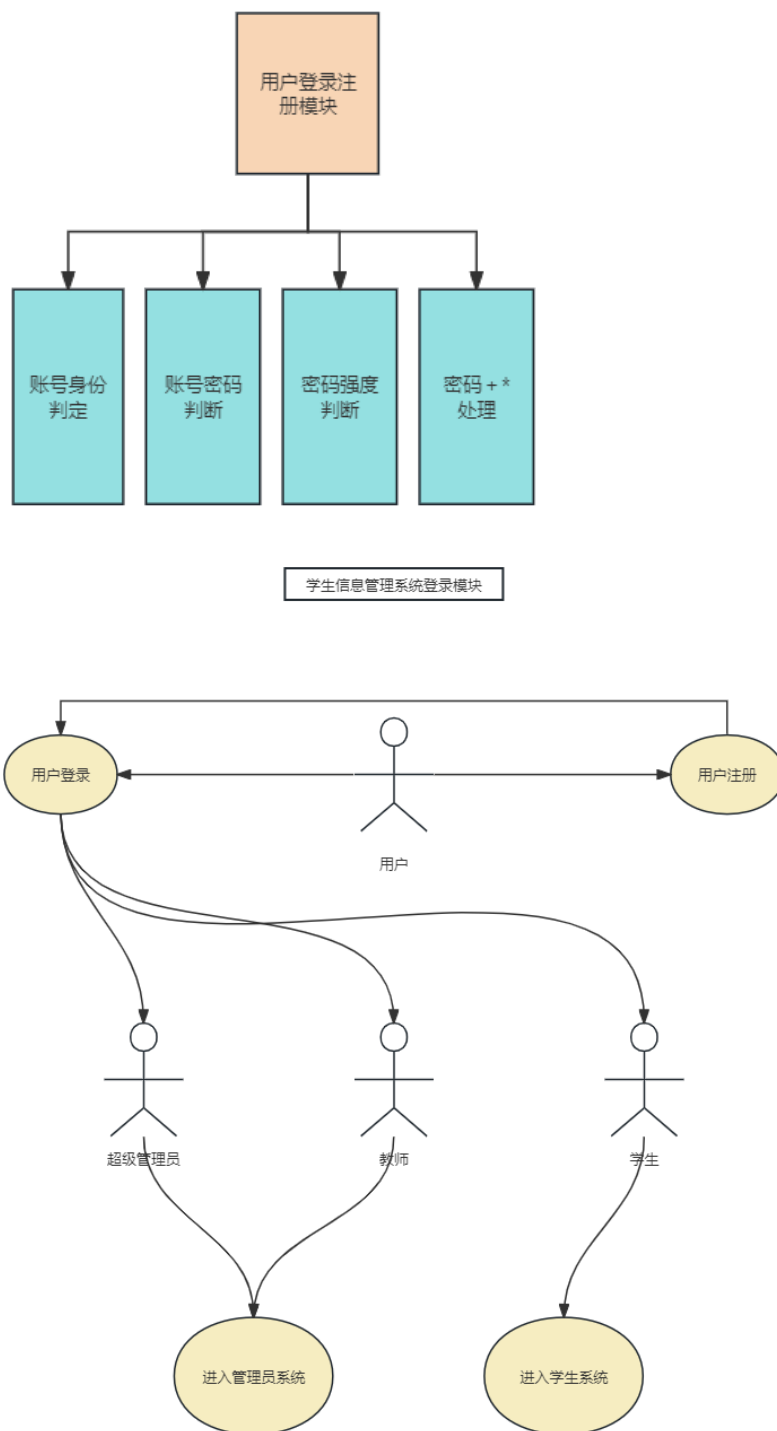 用户登录注
册模块
账号身份
判定
账号密码
判断
密码强度
判断
密码 + *
处理
学生信息管理系统登录模块
用户登录
用户注册
用户
超级管理员
教师
学生
进入管理员系统
进入学生系统